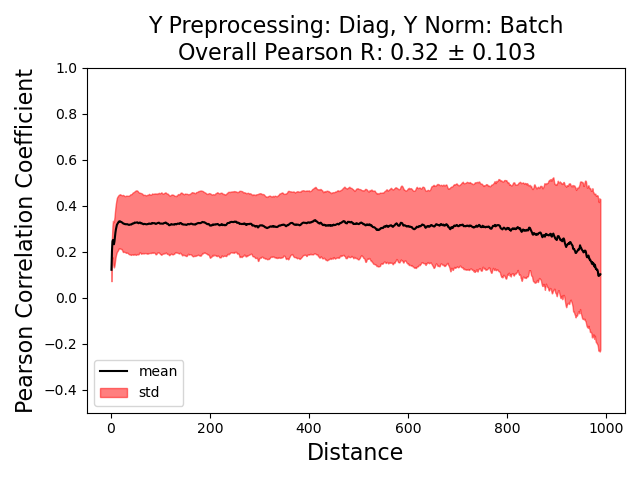 Y Preprocessing: Diag, Y Norm: Batch
Overall Pearson R: 0.32 ± 0.103
Pearson Correlation Coefficient
1.0
0.8
0.6
0.4
0.2
0.0
−0.2
−0.4
mean
std
0 200 400 600 800 1000
Distance